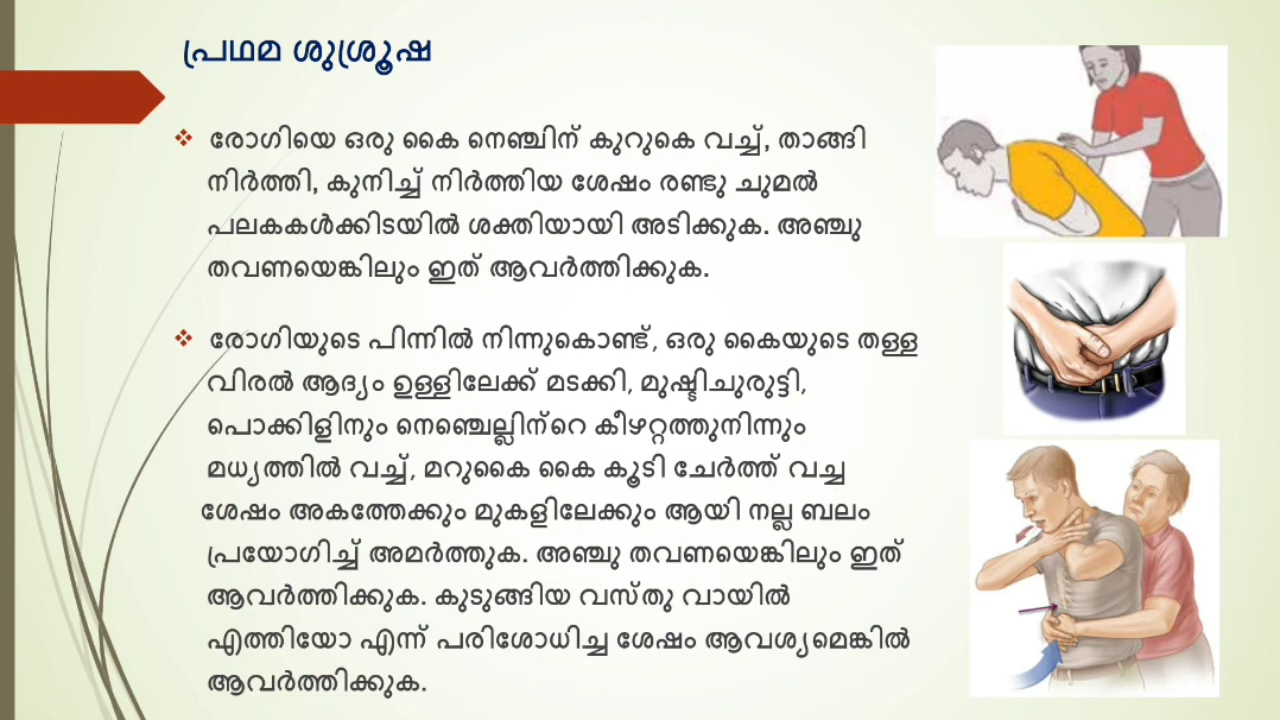 പ്രഥമ ശുശ്രൂഷ
രോഗിയെ ഒരു കൈ നെഞ്ചിന് കുറുകെ വച്ച്, താങ്ങി
നിർത്തി, കുനിച്ച് നിർത്തിയ ശേഷം രണ്ടു ചുമൽ
പലകകൾക്കിടയിൽ ശക്തിയായി അടിക്കുക. അഞ്ചു
തവണയെങ്കിലും ഇത് ആവർത്തിക്കുക.
രോഗിയുടെ പിന്നിൽ നിന്നുകൊണ്ട്, ഒരു കൈയുടെ തള്ള
വിരൽ ആദ്യം ഉള്ളിലേക്ക് മടക്കി, മുഷ്ടിചുരുട്ടി,
പൊക്കിളിനും നെഞ്ചെല്ലിന്റെ കീഴറ്റത്തുനിന്നും
മധ്യത്തിൽ വച്ച്, മറുകൈ കൈ കൂടി ചേർത്ത് വച്ച
ശേഷം അകത്തേക്കും മുകളിലേക്കും ആയി നല്ല ബലം
പ്രയോഗിച്ച് അമർത്തുക. അഞ്ചു തവണയെങ്കിലും ഇത്
ആവർത്തിക്കുക. കുടുങ്ങിയ വസ്തു വായിൽ
എത്തിയോ എന്ന് പരിശോധിച്ച ശേഷം ആവശ്യമെങ്കിൽ
ആവർത്തിക്കുക.